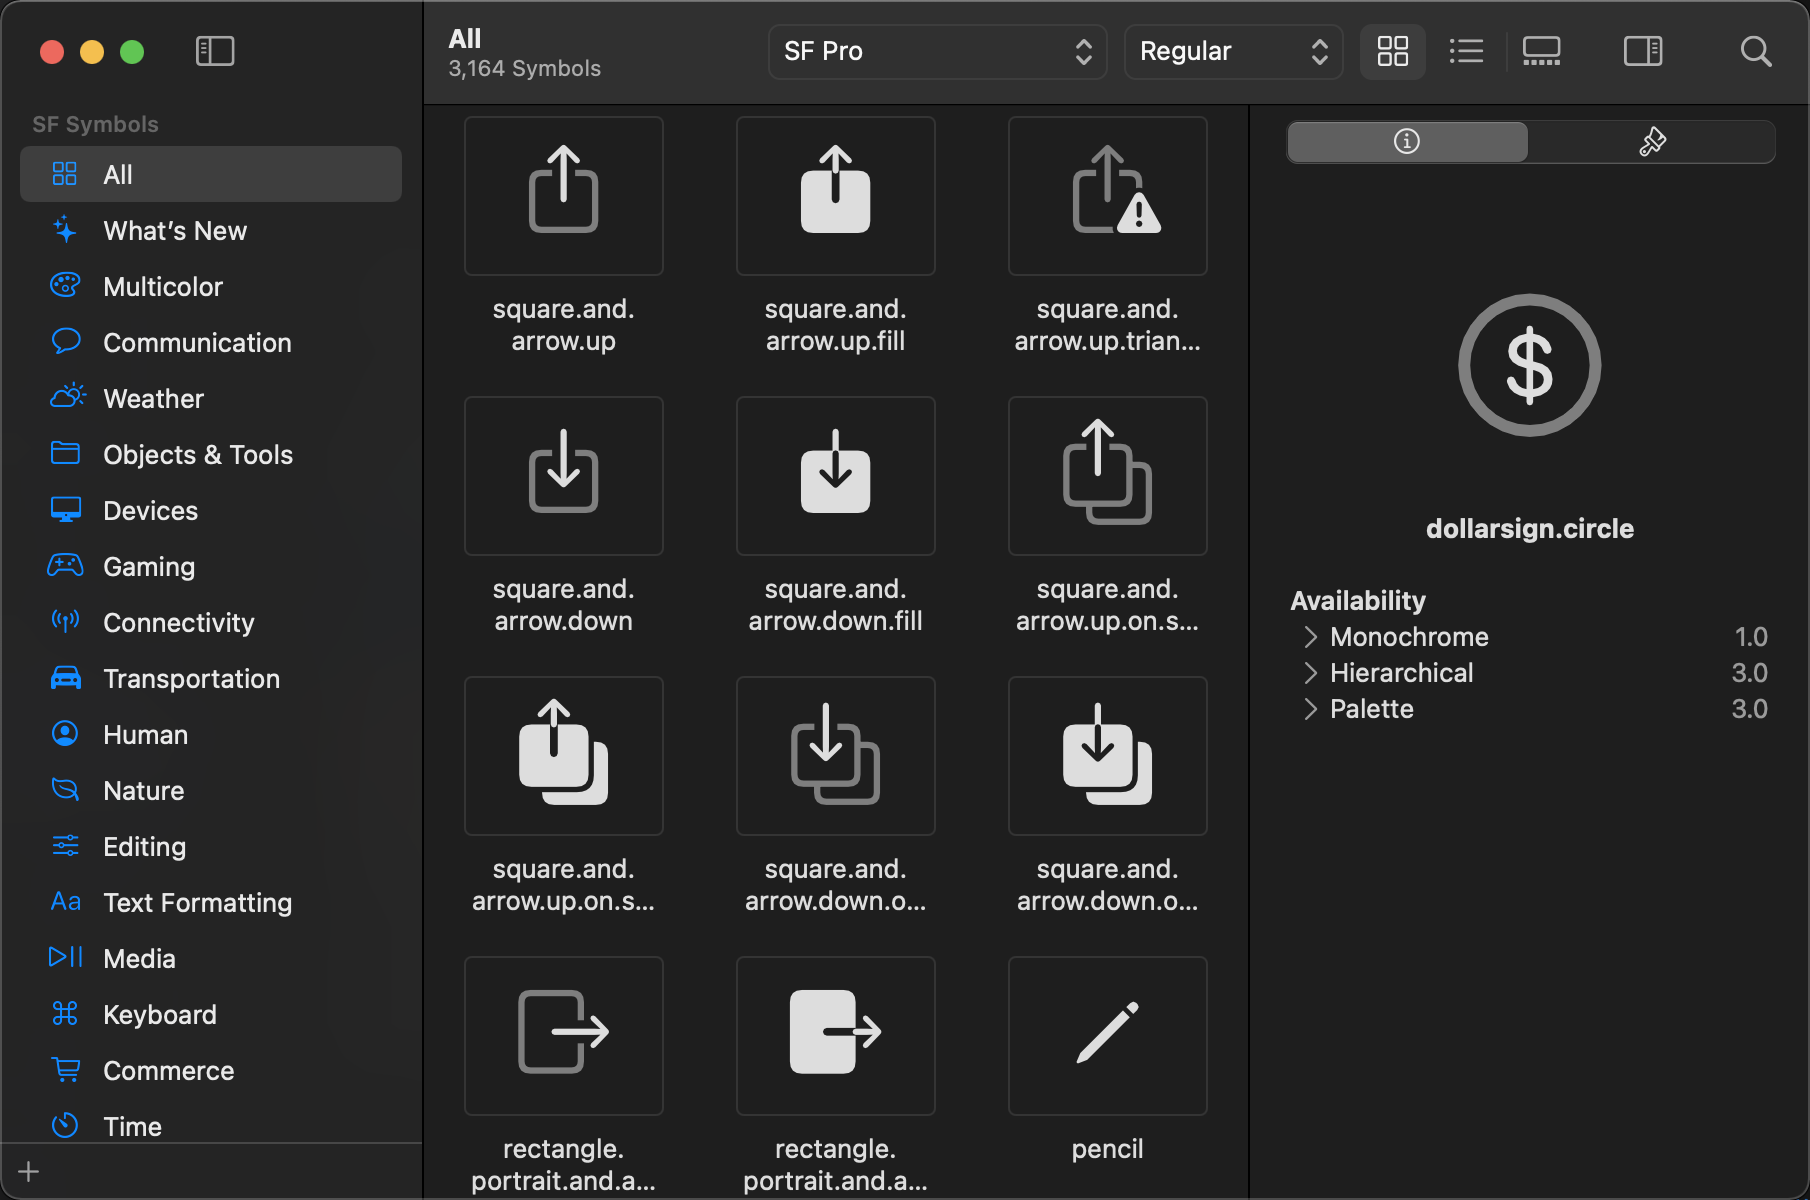 All
3,164 Symbols
SF Pro
Regular
SF Symbols
All
What's New
Multicolor
Communication
Weather
Objects & Tools
Devices
Gaming
Connectivity
Transportation
Human
Nature
Editing
Aa Text Formatting
Media
Keyboard
Commerce
Time
square.and.
arrow.up
square.and.
arrow.up.fill
square.and.
arrow.up.trian...
square.and.
arrow.down
square.and.
arrow.down.fill
square.and.
arrow.up.on.s...
square.and.
arrow.up.on.s...
square.and.
arrow.down.o...
square.and.
arrow.down.o...
rectangle.
portrait.and.a...
rectangle.
portrait.and.a...
pencil
$
dollarsign.circle
Availability
Monochrome 1.0
Hierarchical 3.0
Palette 3.0